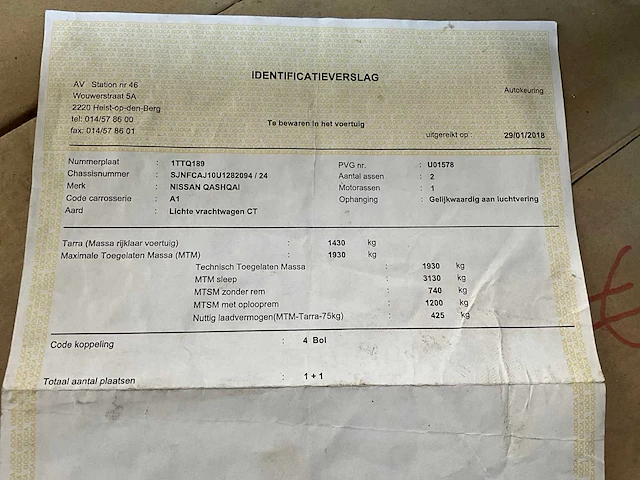 IDENTIFICATIEVERSLAG
AV Station nr 46
Wouwerstraat 5A
2220 Heist-op-den-Berg
tel: 014/57 86 00
fax: 014/57 86 01
Autokeuring
Te bewaren in het voertuig
uitgereikt op : 29/01/2018
Nummerplaat : 1TTQ189
Chassisnummer : SJNFCAJ10U1282094 / 24
Merk : NISSAN QASHQAI
Code carrosserie : A1
Aard : Lichte vrachtwagen CT
PVG nr. : U01578
Aantal assen : 2
Motorassen : 1
Ophanging : Gelijkwaardig aan luchtvering
Tarra (Massa rijklaar voertuig) : 1430 kg
Maximale Toegelaten Massa (MTM) : 1930 kg
Technisch Toegelaten Massa : 1930 kg
MTM sleep : 3130 kg
MTSM zonder rem : 740 kg
MTSM met oplooprem : 1200 kg
Nuttig laadvermogen(MTM-Tarra-75kg) : 425 kg
Code koppeling : 4 Bol
Totaal aantal plaatsen : 1 + 1